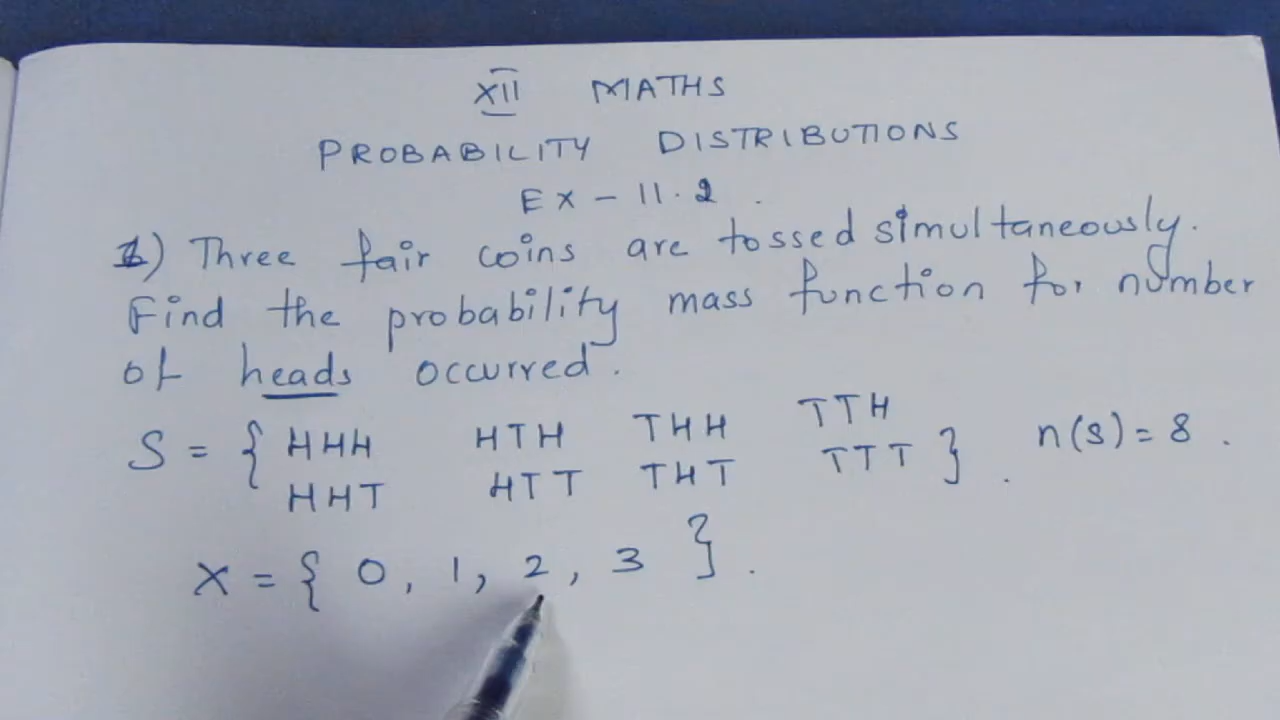 XII MATHS
PROBABILITY DISTRIBUTIONS
EX - 11.2 .
1) Three fair coins are tossed simultaneously.
Find the probability mass function for number
of heads occurred.
S = { HHH HTH THH TTH
HHT HTT THT TTT } . n(s) = 8 .
X = { 0, 1, 2, 3 } .